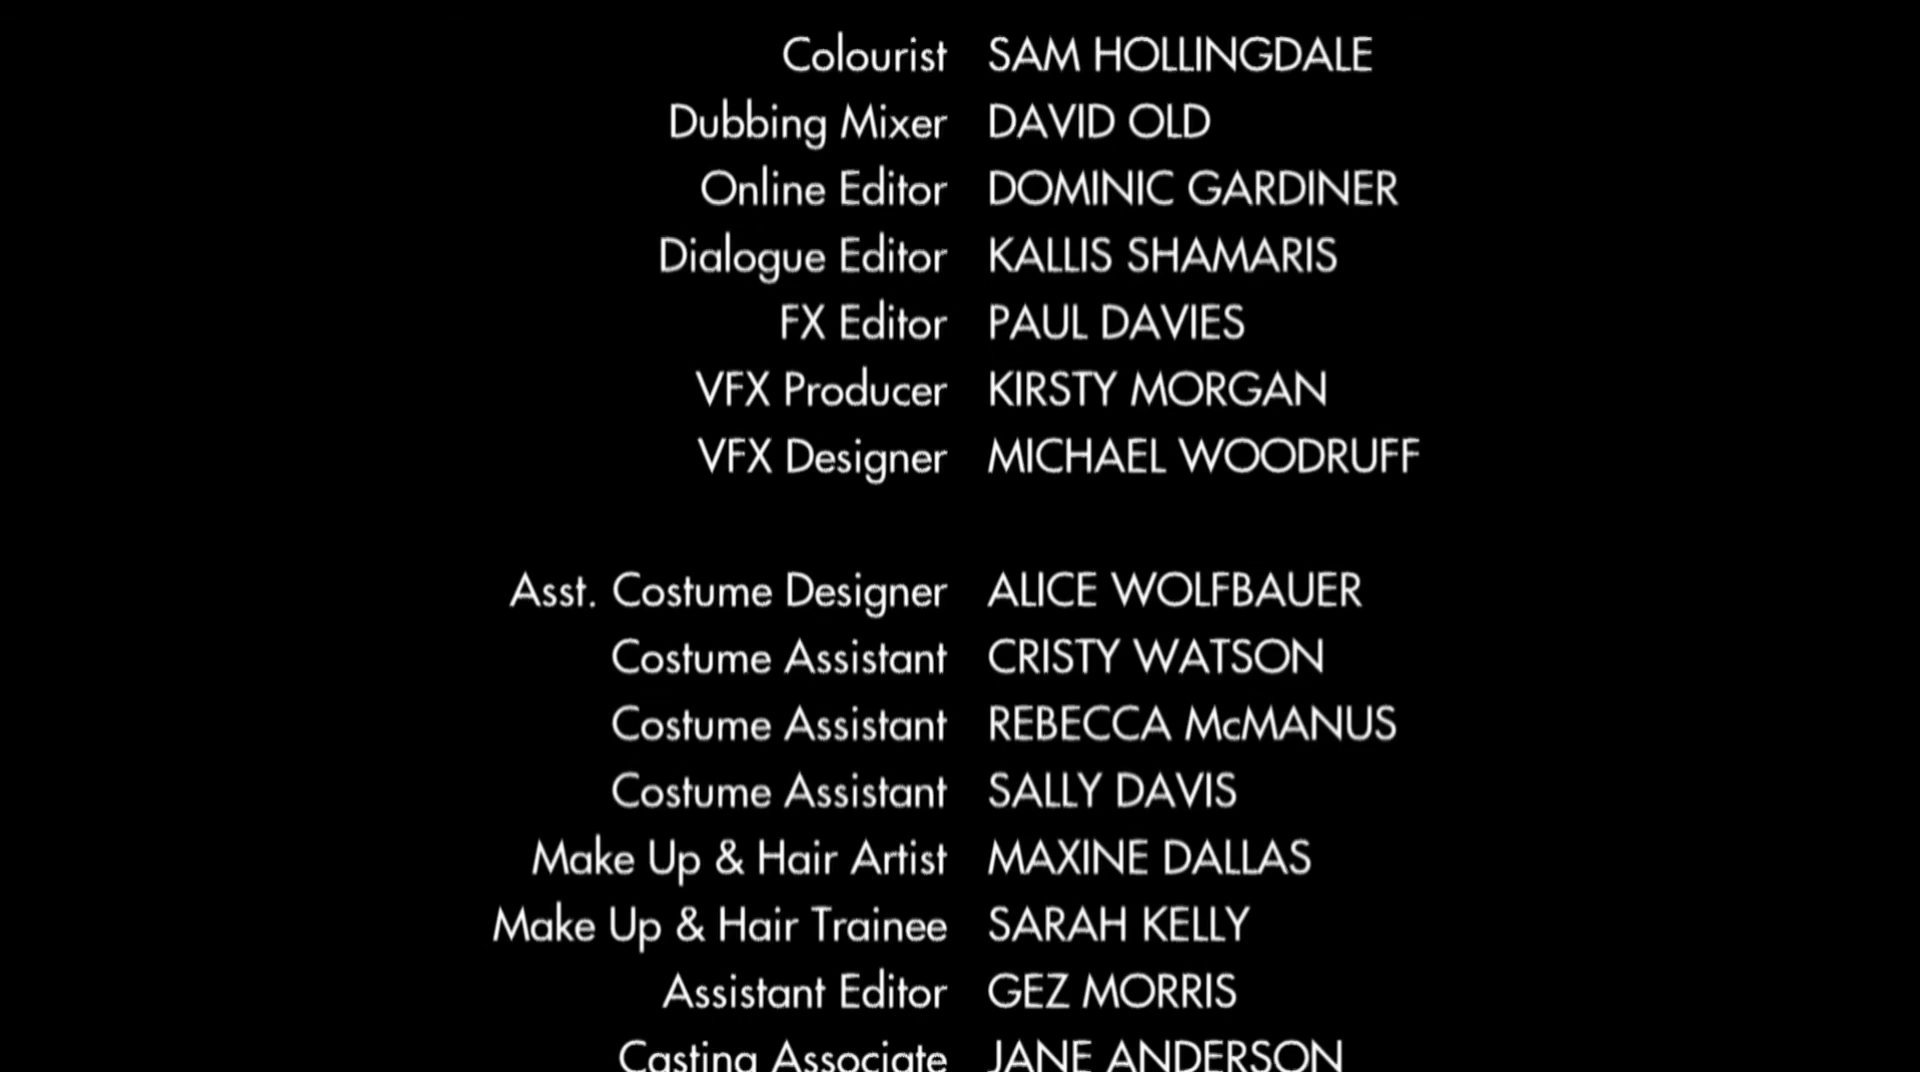 Colourist SAM HOLLINGDALE
Dubbing Mixer DAVID OLD
Online Editor DOMINIC GARDINER
Dialogue Editor KALLIS SHAMARIS
FX Editor PAUL DAVIES
VFX Producer KIRSTY MORGAN
VFX Designer MICHAEL WOODRUFF
Asst. Costume Designer ALICE WOLFBAUER
Costume Assistant CRISTY WATSON
Costume Assistant REBECCA McMANUS
Costume Assistant SALLY DAVIS
Make Up & Hair Artist MAXINE DALLAS
Make Up & Hair Trainee SARAH KELLY
Assistant Editor GEZ MORRIS
Casting Associate JANE ANDERSON